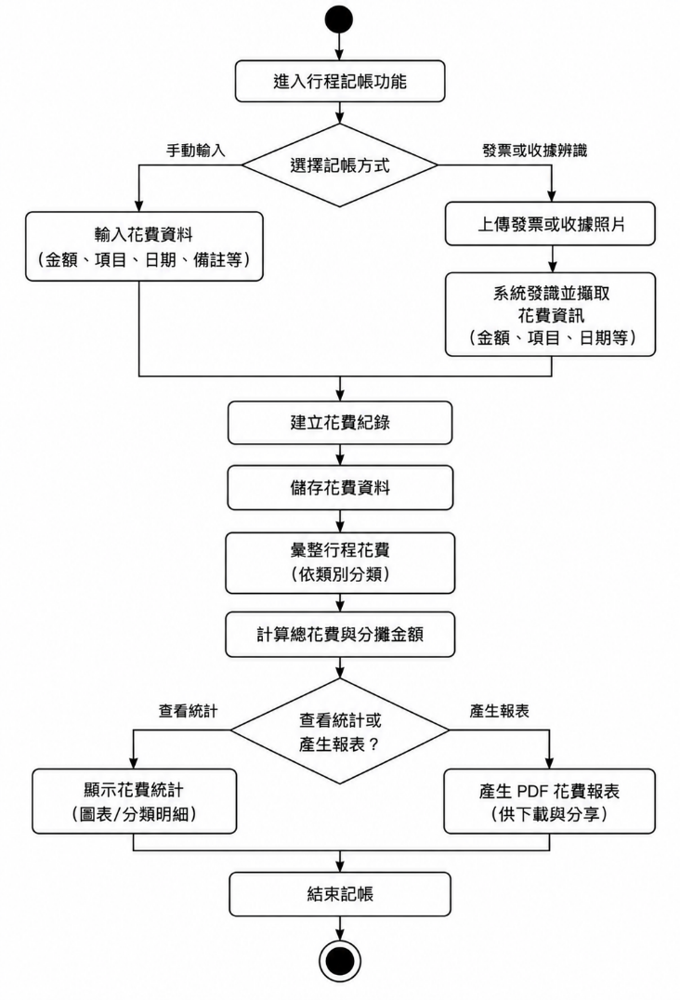 進入行程記帳功能
手動輸入
選擇記帳方式
發票或收據辨識
輸入花費資料
（金額、項目、日期、備註等）
上傳發票或收據照片
系統發識並擷取
花費資訊
（金額、項目、日期等）
建立花費紀錄
儲存花費資料
彙整行程花費
（依類別分類）
計算總花費與分攤金額
查看統計
查看統計或
產生報表？
產生報表
顯示花費統計
（圖表/分類明細）
產生 PDF 花費報表
（供下載與分享）
結束記帳